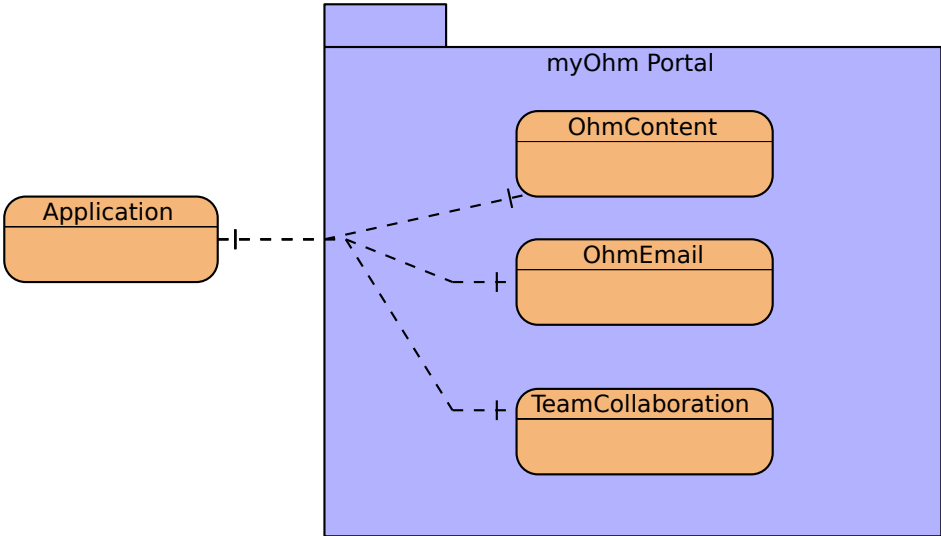 myOhm Portal
OhmContent
Application
OhmEmail
TeamCollaboration